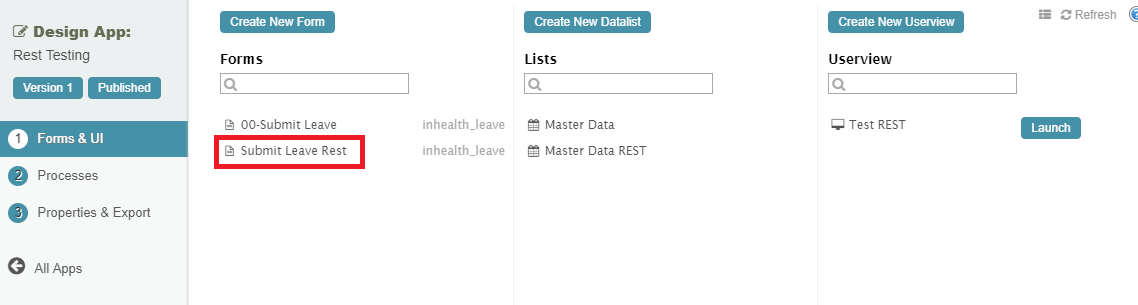 Design App:
Rest Testing
Version 1 Published
1 Forms & UI
2 Processes
3 Properties & Export
All Apps
Create New Form
Forms
00-Submit Leave inhealth_leave
Submit Leave Rest inhealth_leave
Create New Datalist
Lists
Master Data
Master Data REST
Create New Userview
Userview
Test REST Launch
Refresh